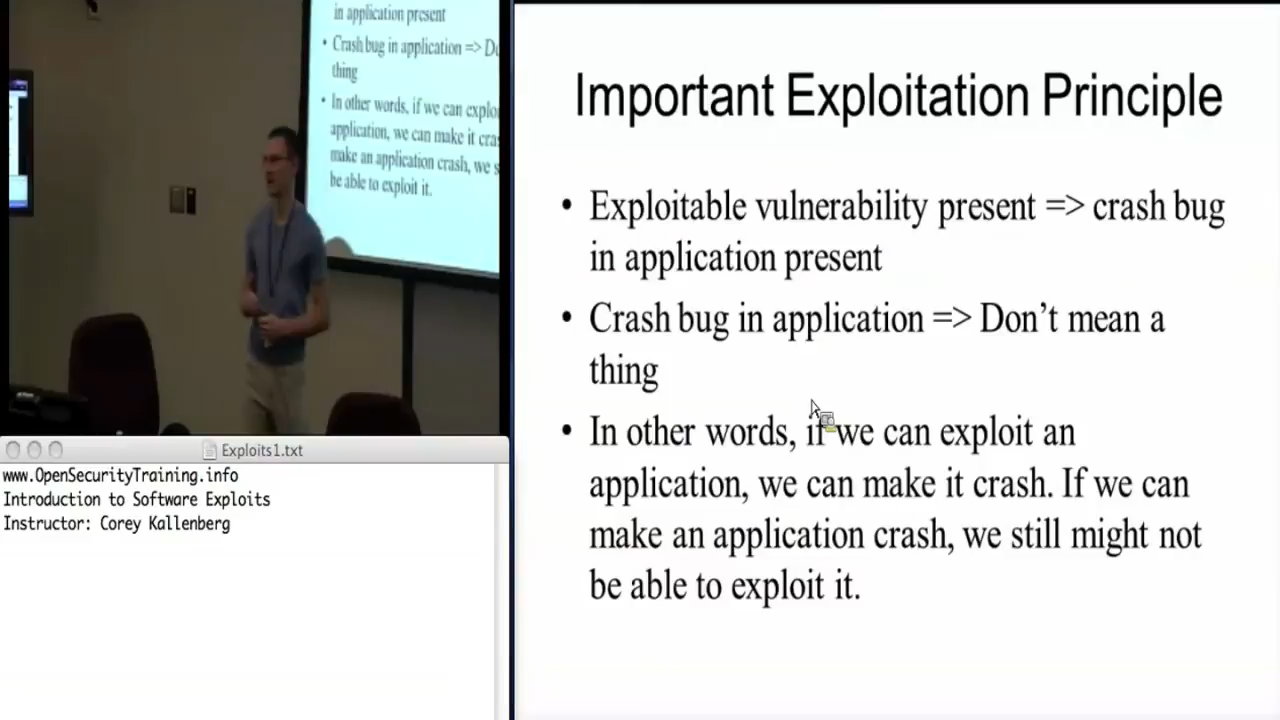 in application present
• Crash bug in application =>
thing
• In other words, if we can
application, we can make it
make an application crash, we
be able to exploit it.
Exploits1.txt
www.OpenSecurityTraining.info
Introduction to Software Exploits
Instructor: Corey Kallenberg
Important Exploitation Principle
• Exploitable vulnerability present => crash bug
in application present
• Crash bug in application => Don't mean a
thing
• In other words, if we can exploit an
application, we can make it crash. If we can
make an application crash, we still might not
be able to exploit it.